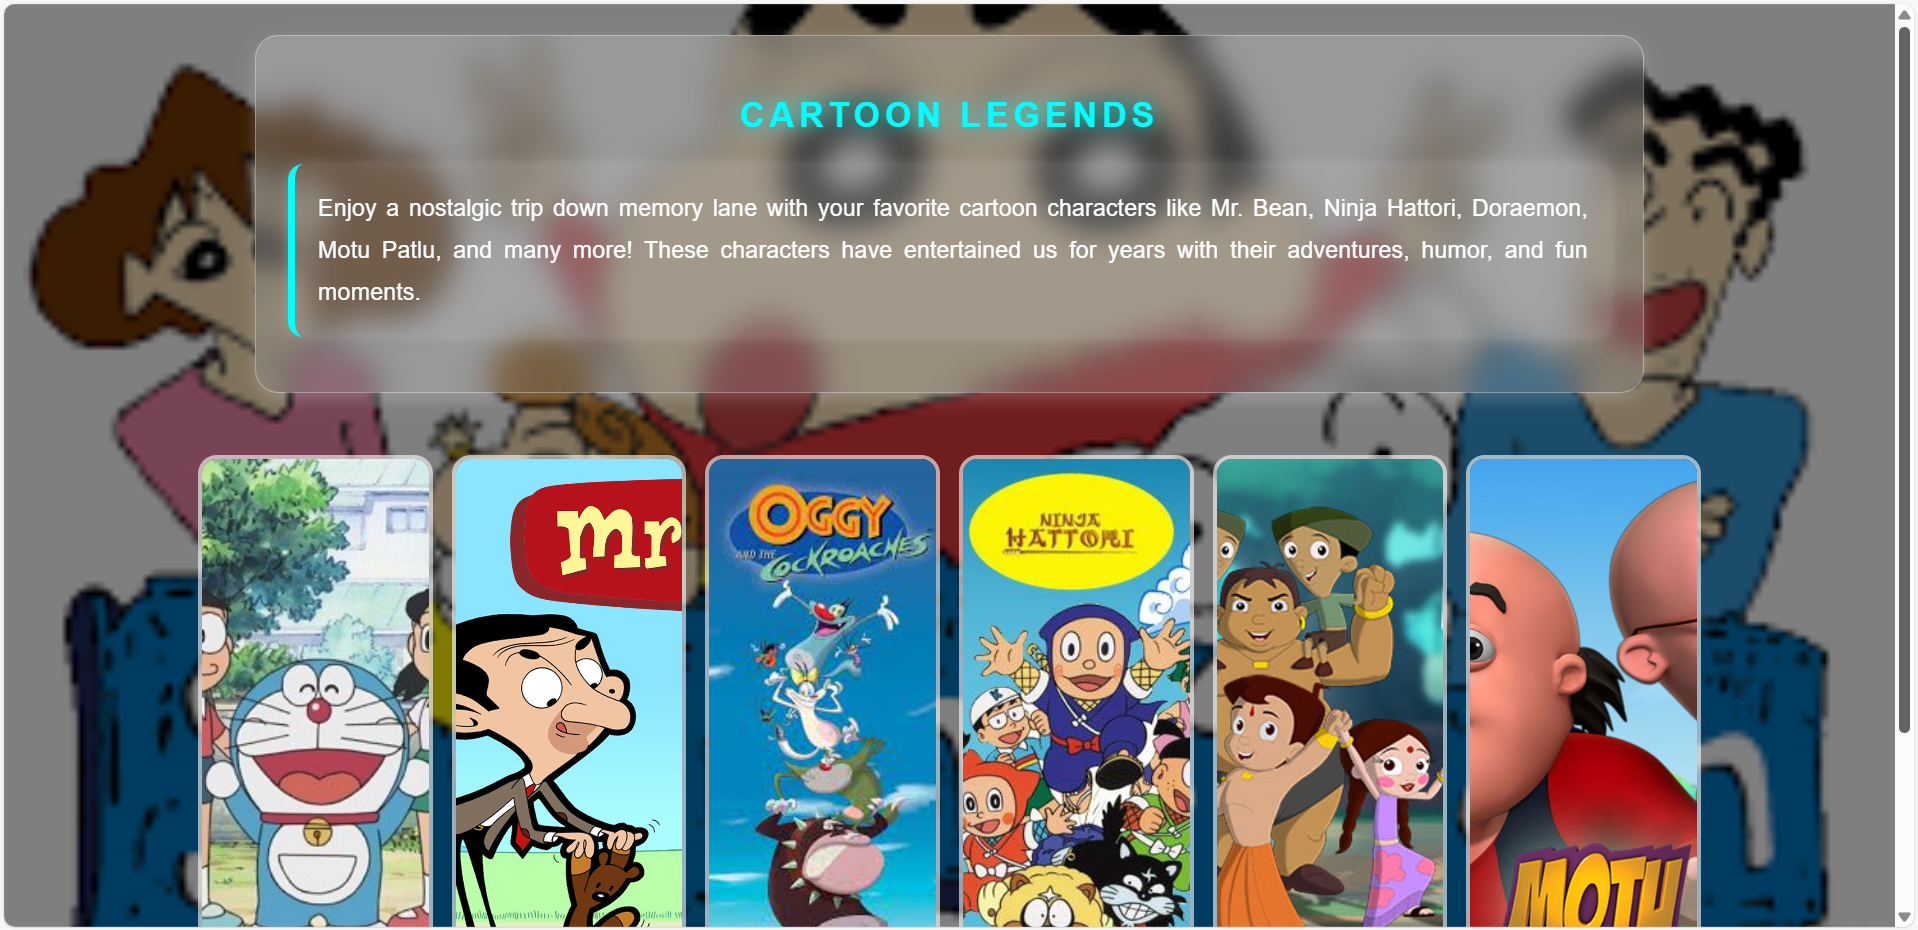 CARTOON LEGENDS
Enjoy a nostalgic trip down memory lane with your favorite cartoon characters like Mr. Bean, Ninja Hattori, Doraemon,
Motu Patlu, and many more! These characters have entertained us for years with their adventures, humor, and fun
moments.
mr
OGGY
AND THE
COCKROACHES
NINJA
HATTORI
MOTU